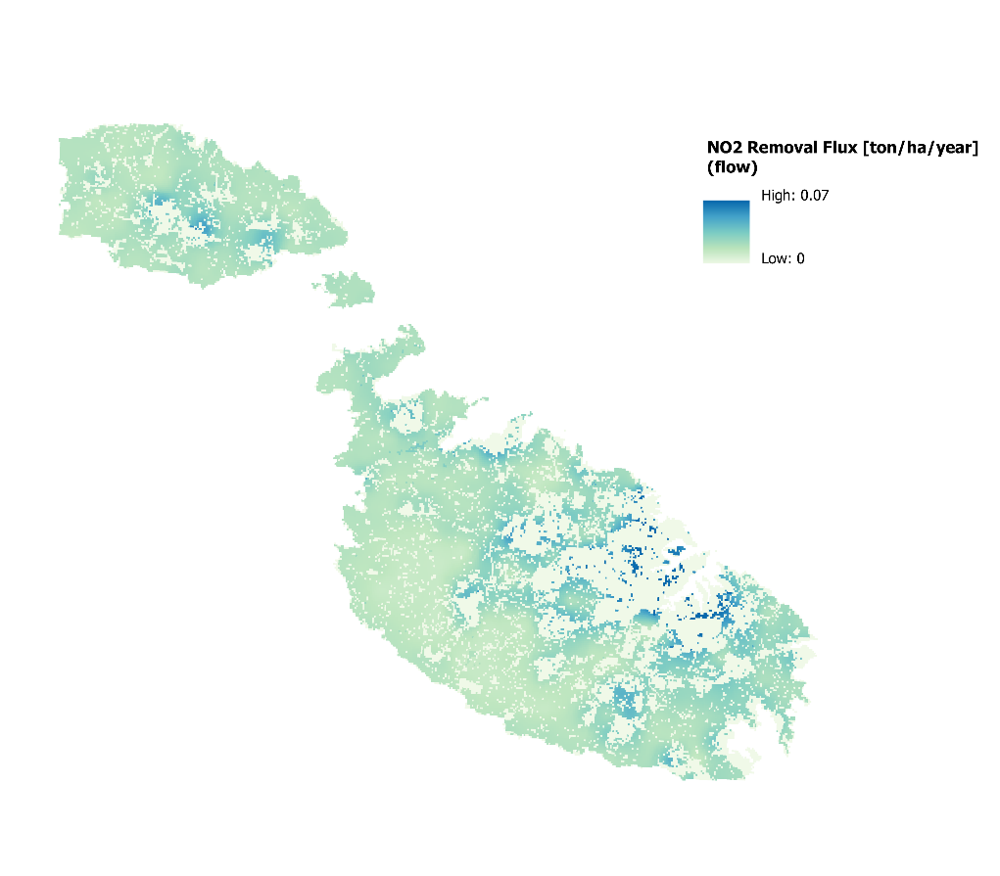 NO2 Removal Flux [ton/ha/year]
(flow)
High: 0.07
Low: 0